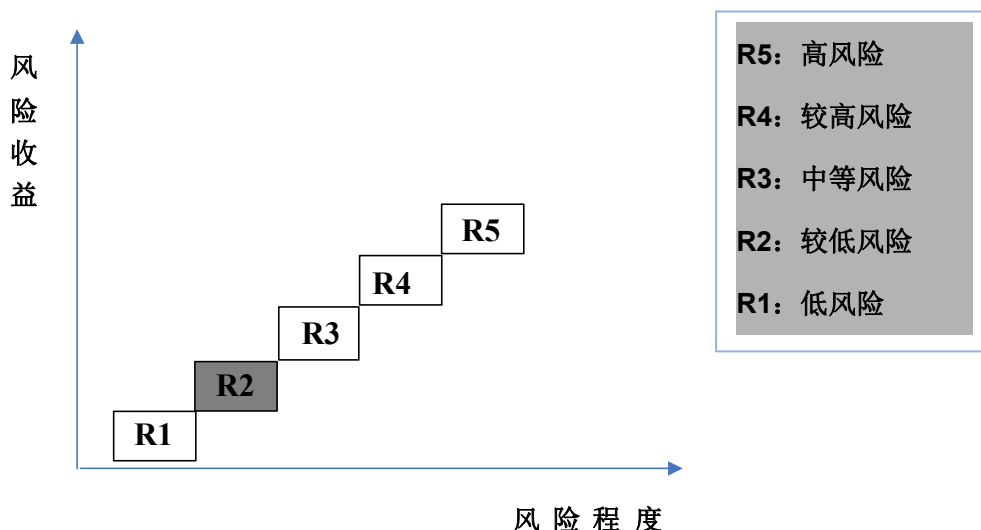 风
险
收
益
R5
R4
R3
R2
R1
风 险 程 度
R5：高风险
R4：较高风险
R3：中等风险
R2：较低风险
R1：低风险